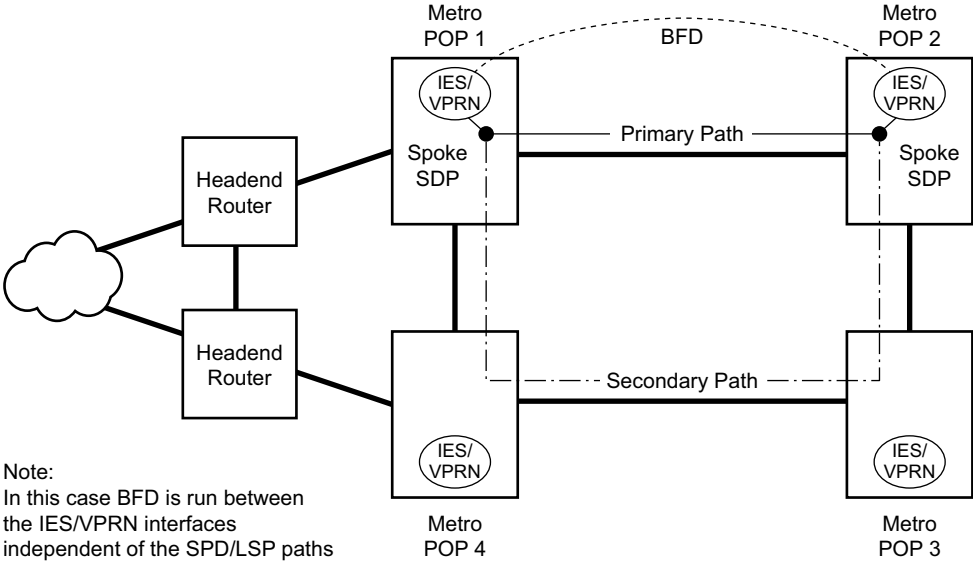 Metro
POP 1
BFD
Metro
POP 2
IES/
VPRN
IES/
VPRN
Primary Path
Spoke
SDP
Spoke
SDP
Headend
Router
Headend
Router
Secondary Path
IES/
VPRN
IES/
VPRN
Note:
In this case BFD is run between
the IES/VPRN interfaces
independent of the SPD/LSP paths
Metro
POP 4
Metro
POP 3